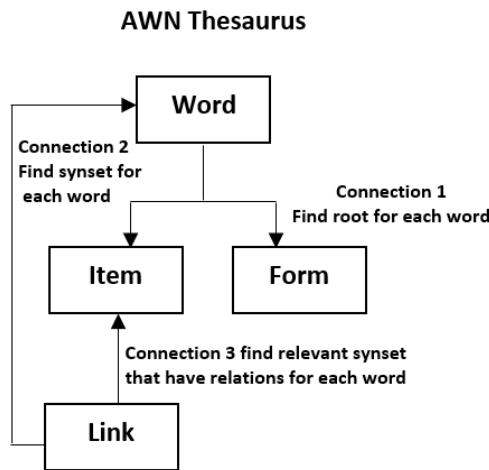 AWN Thesaurus
Word
Connection 2
Find synset for
each word
Connection 1
Find root for each word
Item
Form
Connection 3 find relevant synset
that have relations for each word
Link